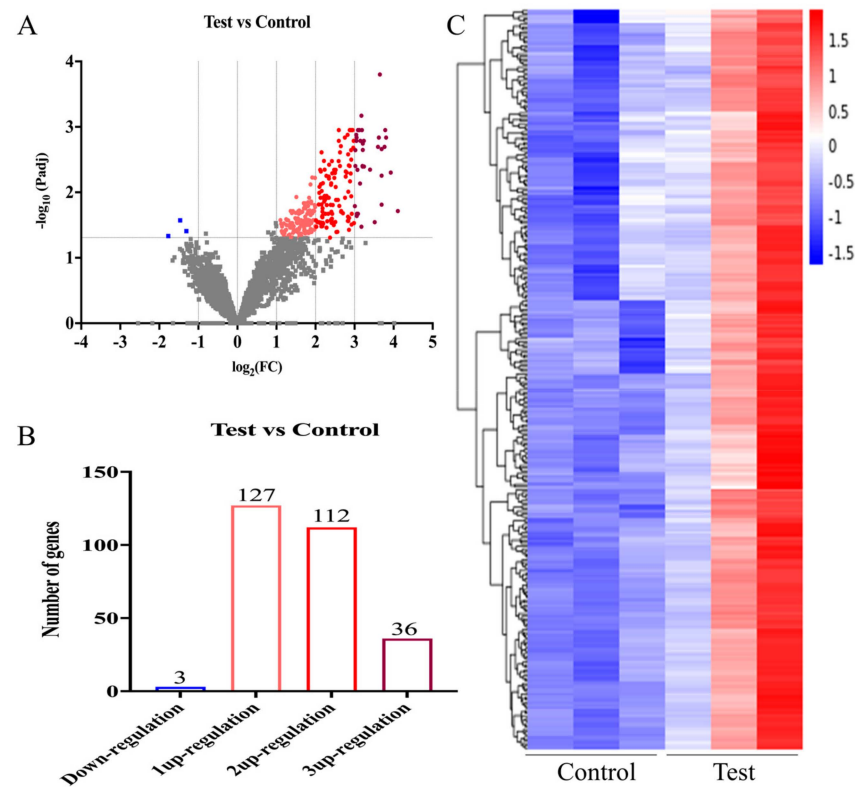 A
Test vs Control
4
3
2
1
0
-log10 (Padj)
-4 -3 -2 -1 0 1 2 3 4 5
log2(FC)
B
Test vs Control
150
100
50
0
Number of genes
3
127
112
36
Down-regulation
1up-regulation
2up-regulation
3up-regulation
C
1.5
1
0.5
0
-0.5
-1
-1.5
Control
Test